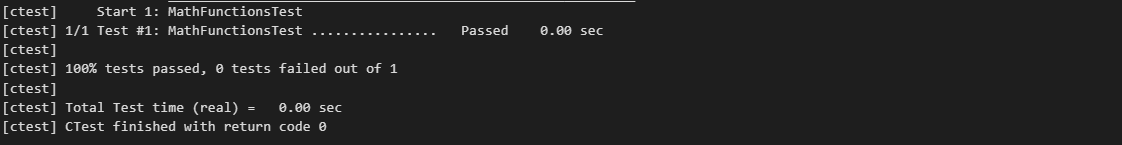 [ctest]     Start 1: MathFunctionsTest
[ctest] 1/1 Test #1: MathFunctionsTest ................   Passed    0.00 sec
[ctest]
[ctest] 100% tests passed, 0 tests failed out of 1
[ctest]
[ctest] Total Test time (real) =   0.00 sec
[ctest] CTest finished with return code 0